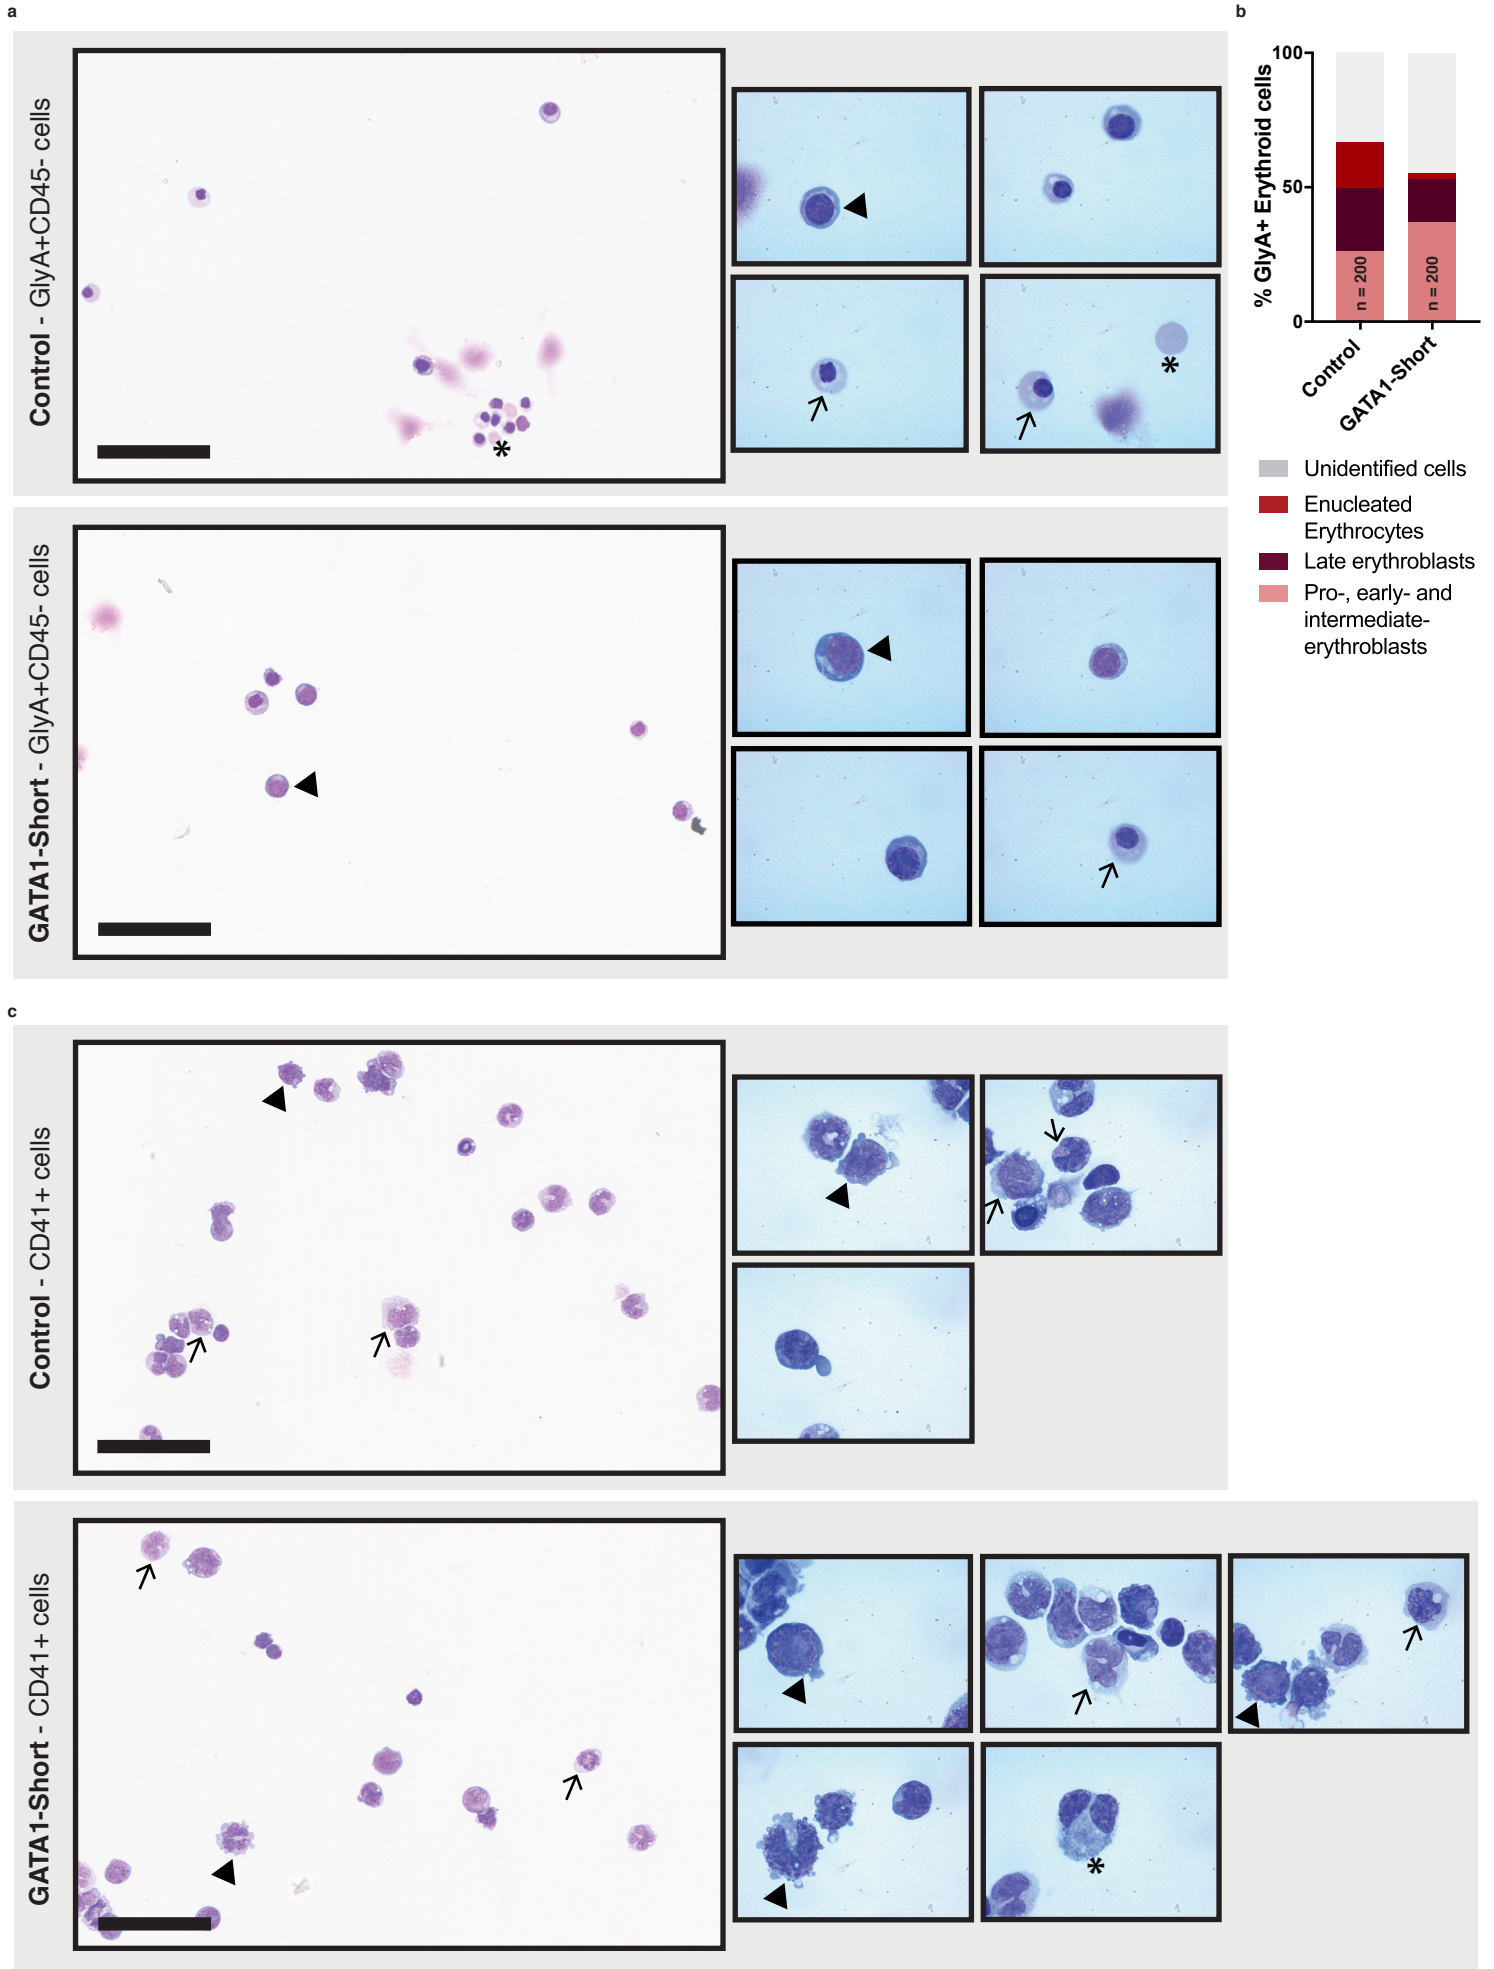 a
Control - GlyA+CD45- cells
*
*
GATA1-Short - GlyA+CD45- cells
b
% GlyA+ Erythroid cells
100
50
0
n = 200
n = 200
Control
GATA1-Short
Unidentified cells
Enucleated
Erythrocytes
Late erythroblasts
Pro-, early- and
intermediate-
erythroblasts
c
Control - CD41+ cells
GATA1-Short - CD41+ cells
*